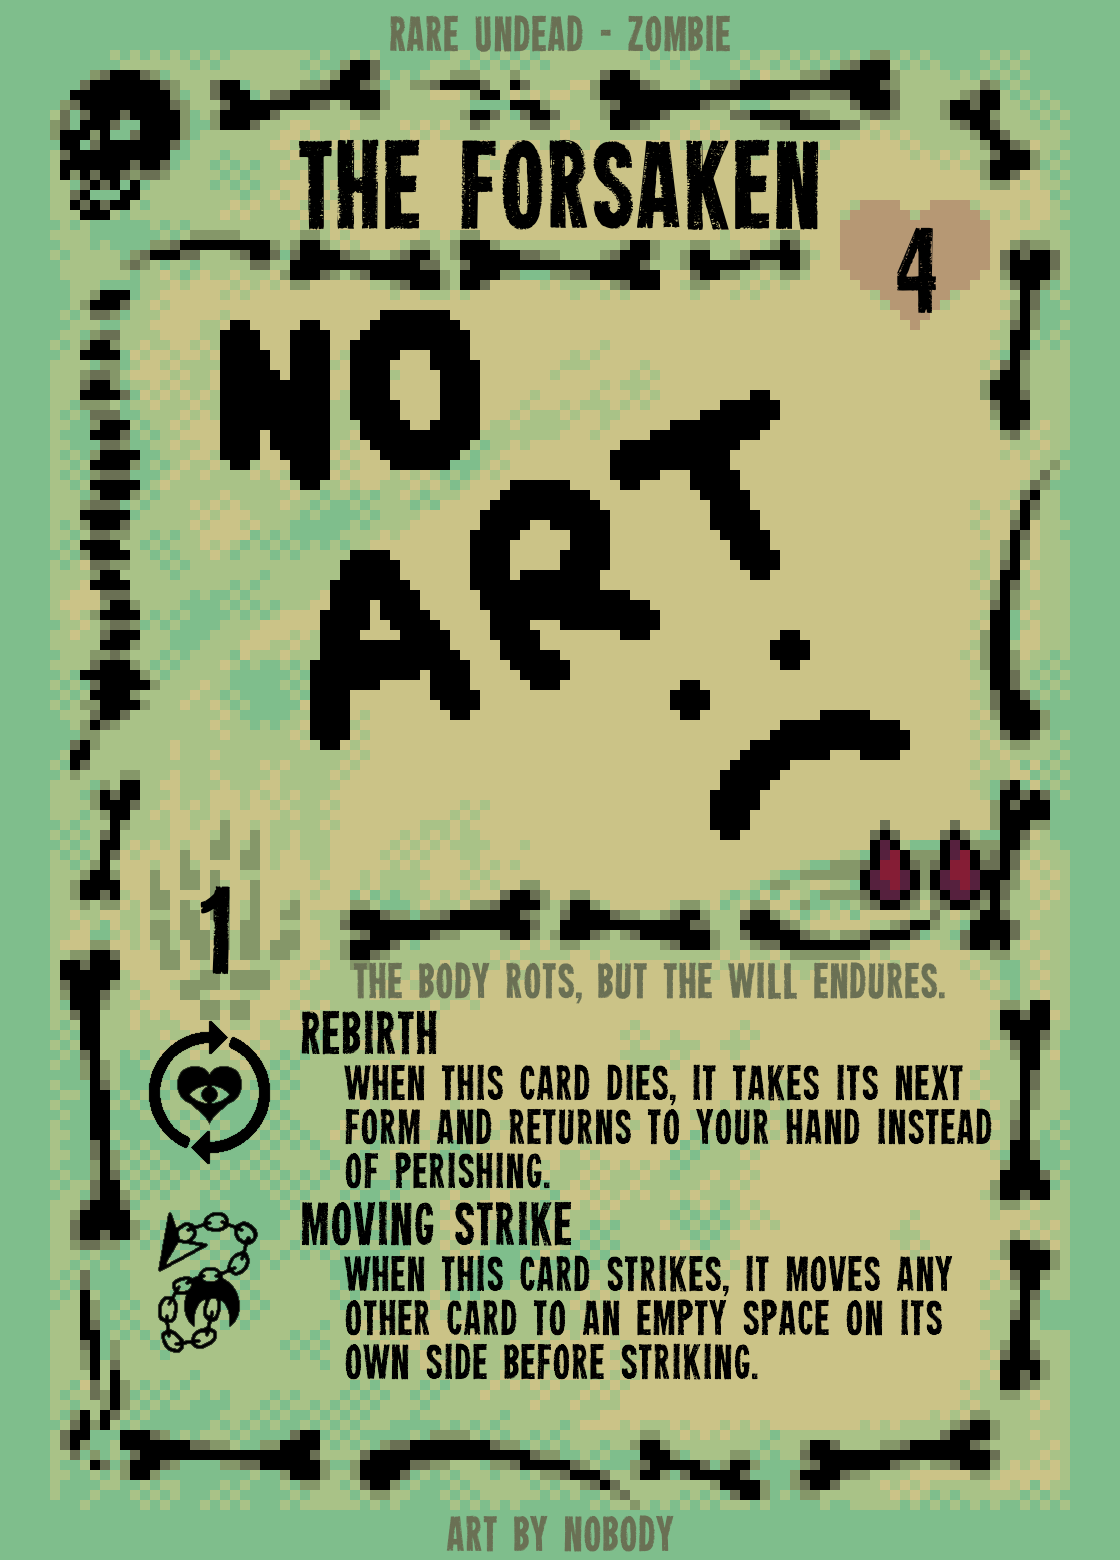 RARE UNDEAD - ZOMBIE
THE FORSAKEN
4
NO
ART
1
THE BODY ROTS, BUT THE WILL ENDURES.
REBIRTH
WHEN THIS CARD DIES, IT TAKES ITS NEXT
FORM AND RETURNS TO YOUR HAND INSTEAD
OF PERISHING.
MOVING STRIKE
WHEN THIS CARD STRIKES, IT MOVES ANY
OTHER CARD TO AN EMPTY SPACE ON ITS
OWN SIDE BEFORE STRIKING.
ART BY NOBODY